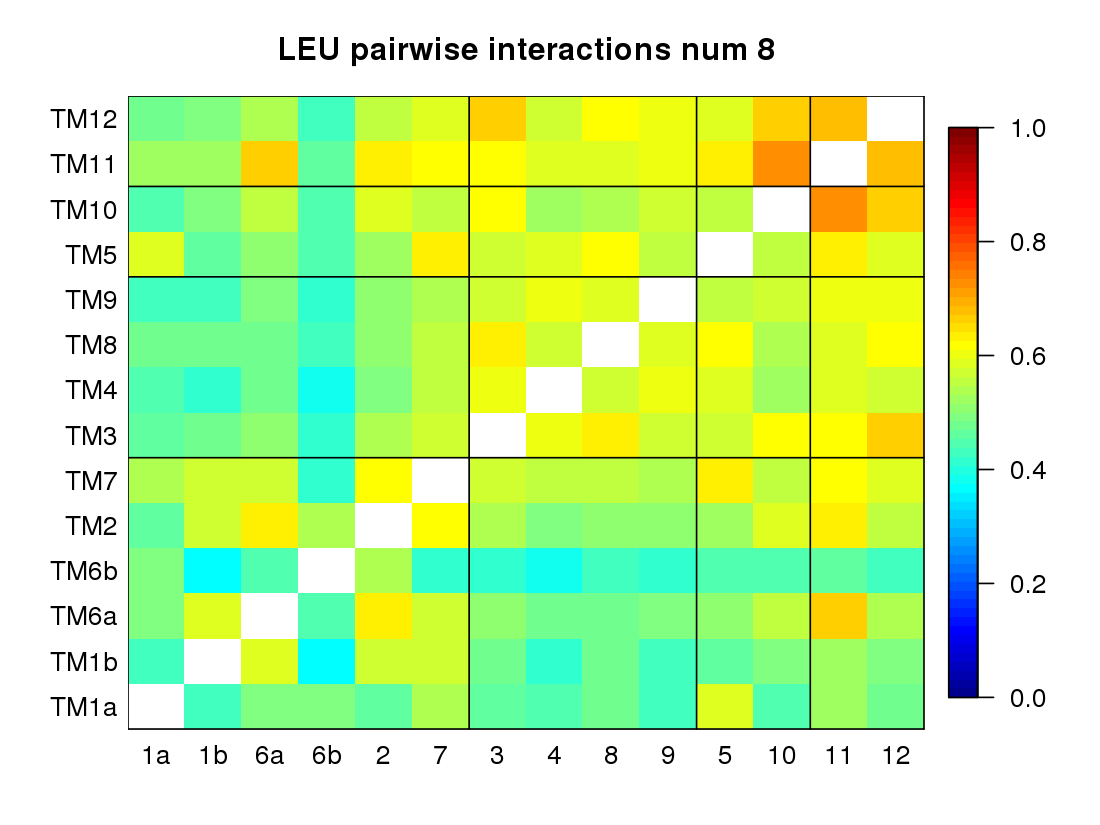 LEU pairwise interactions num 8
TM12
TM11
TM10
TM5
TM9
TM8
TM4
TM3
TM7
TM2
TM6b
TM6a
TM1b
TM1a
1a 1b 6a 6b 2 7 3 4 8 9 5 10 11 12
1.0
0.8
0.6
0.4
0.2
0.0